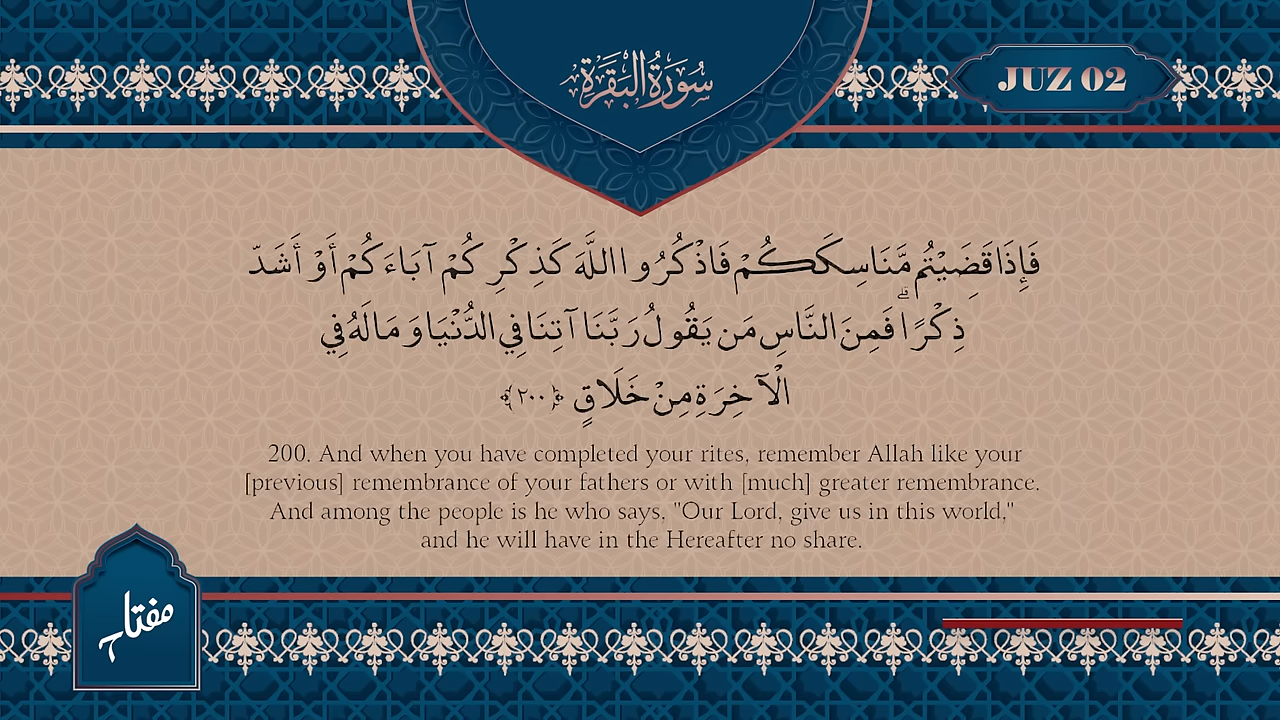 سُورَةُ البَقَرَةِ
JUZ 02
فَإِذَا قَضَيْتُم مَّنَاسِكَكُمْ فَاذْكُرُوا اللَّهَ كَذِكْرِكُمْ آبَاءَكُمْ أَوْ أَشَدّ
ذِكْرًا ۗ فَمِنَ النَّاسِ مَن يَقُولُ رَبَّنَا آتِنَا فِي الدُّنْيَا وَمَا لَهُ فِي
الْآخِرَةِ مِنْ خَلَاقٍ ﴿٢٠٠﴾
200. And when you have completed your rites, remember Allah like your
[previous] remembrance of your fathers or with [much] greater remembrance.
And among the people is he who says, "Our Lord, give us in this world,"
and he will have in the Hereafter no share.
مفتاح